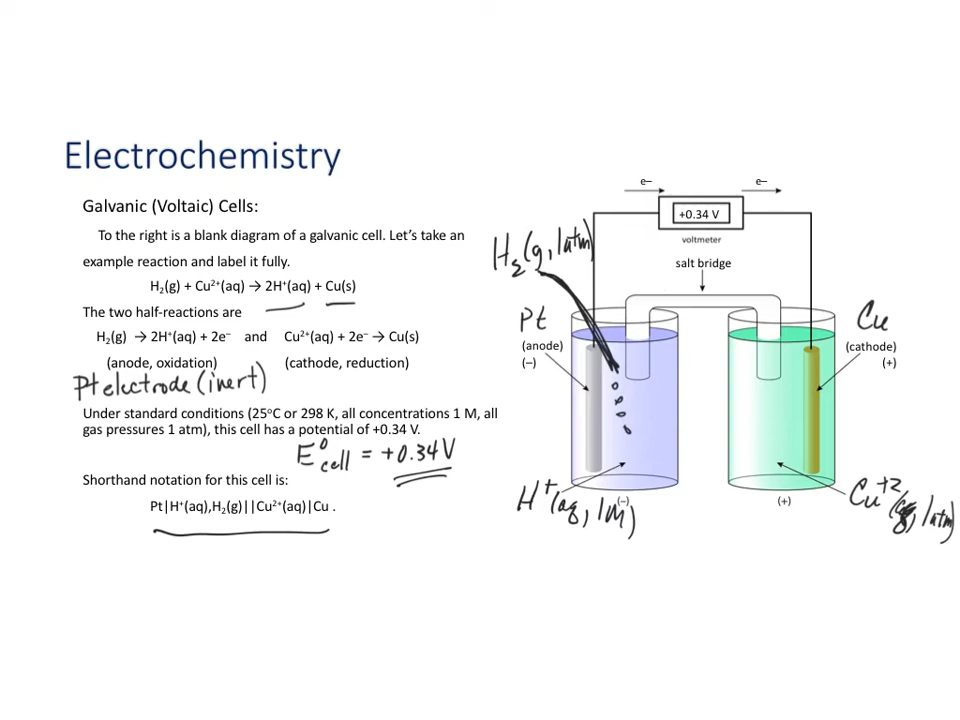 Electrochemistry
Galvanic (Voltaic) Cells:
To the right is a blank diagram of a galvanic cell. Let's take an
example reaction and label it fully.
H₂(g) + Cu²⁺(aq) → 2H⁺(aq) + Cu(s)
The two half-reactions are
H₂(g) → 2H⁺(aq) + 2e⁻ and Cu²⁺(aq) + 2e⁻ → Cu(s)
(anode, oxidation) (cathode, reduction)
Pt electrode (inert)
Under standard conditions (25°C or 298 K, all concentrations 1 M, all
gas pressures 1 atm), this cell has a potential of +0.34 V.
E°cell = +0.34 V
Shorthand notation for this cell is:
Pt|H⁺(aq),H₂(g)||Cu²⁺(aq)|Cu .
e– e–
+0.34 V
voltmeter
salt bridge
H₂(g, 1atm)
Pt
(anode)
(–)
Cu
(cathode)
(+)
H⁺(aq, 1M)
(–)
(+)
Cu⁺²( , 1atm)